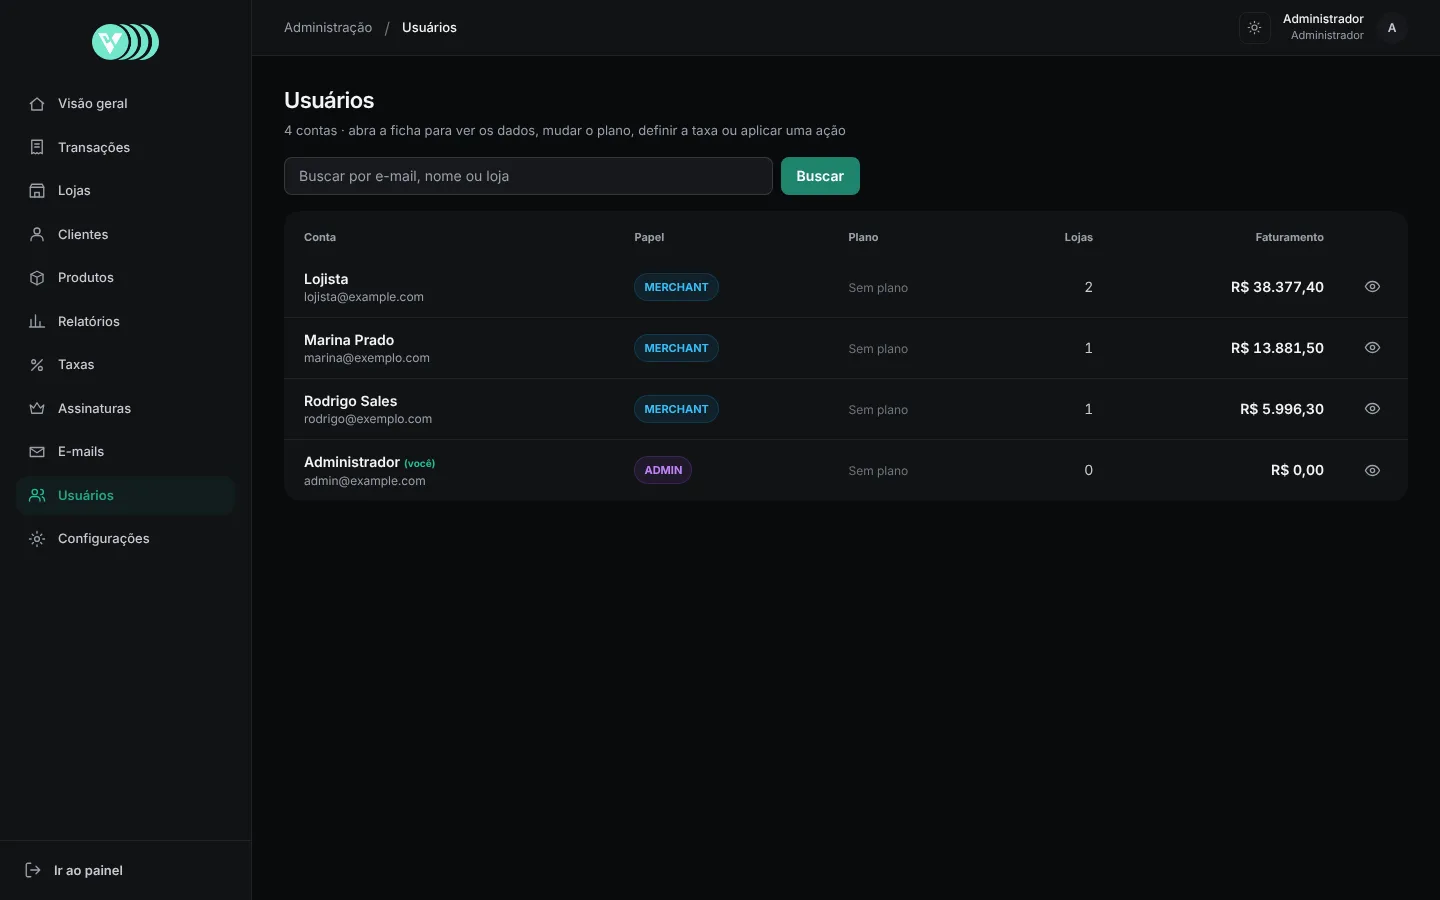 Administração / Usuários
Administrador
Administrador
A
Visão geral
Transações
Lojas
Clientes
Produtos
Relatórios
Taxas
Assinaturas
E-mails
Usuários
Configurações
Ir ao painel
Usuários
4 contas · abra a ficha para ver os dados, mudar o plano, definir a taxa ou aplicar uma ação
Buscar por e-mail, nome ou loja
Buscar
Conta Papel Plano Lojas Faturamento
Lojista MERCHANT Sem plano 2 R$ 38.377,40
lojista@example.com
Marina Prado MERCHANT Sem plano 1 R$ 13.881,50
marina@exemplo.com
Rodrigo Sales MERCHANT Sem plano 1 R$ 5.996,30
rodrigo@exemplo.com
Administrador (você) ADMIN Sem plano 0 R$ 0,00
admin@example.com